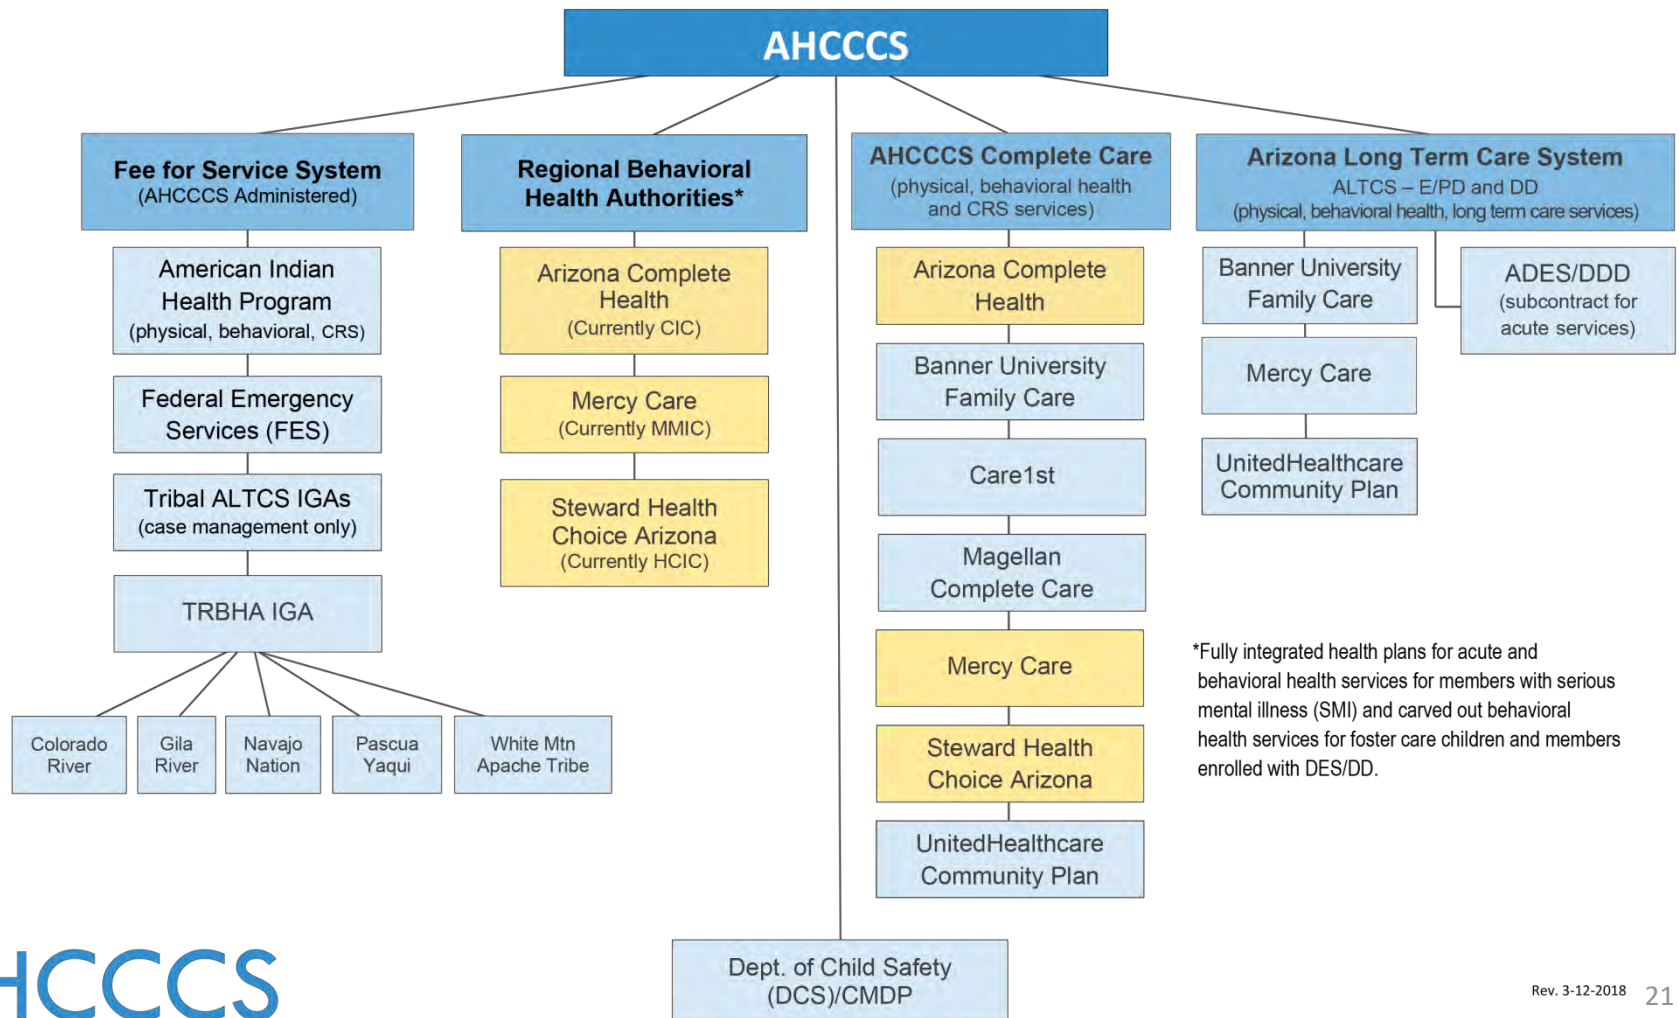 AHCCCS
Fee for Service System
(AHCCCS Administered)
American Indian
Health Program
(physical, behavioral, CRS)
Federal Emergency
Services (FES)
Tribal ALTCS IGAs
(case management only)
TRBHA IGA
Colorado
River
Gila
River
Navajo
Nation
Pascua
Yaqui
White Mtn
Apache Tribe
Regional Behavioral
Health Authorities*
Arizona Complete
Health
(Currently CIC)
Mercy Care
(Currently MMIC)
Steward Health
Choice Arizona
(Currently HCIC)
AHCCCS Complete Care
(physical, behavioral health
and CRS services)
Arizona Complete
Health
Banner University
Family Care
Care1st
Magellan
Complete Care
Mercy Care
Steward Health
Choice Arizona
UnitedHealthcare
Community Plan
Arizona Long Term Care System
ALTCS – E/PD and DD
(physical, behavioral health, long term care services)
Banner University
Family Care
Mercy Care
UnitedHealthcare
Community Plan
ADES/DDD
(subcontract for
acute services)
*Fully integrated health plans for acute and
behavioral health services for members with serious
mental illness (SMI) and carved out behavioral
health services for foster care children and members
enrolled with DES/DD.
Dept. of Child Safety
(DCS)/CMDP
HCCCS
Rev. 3-12-2018 21